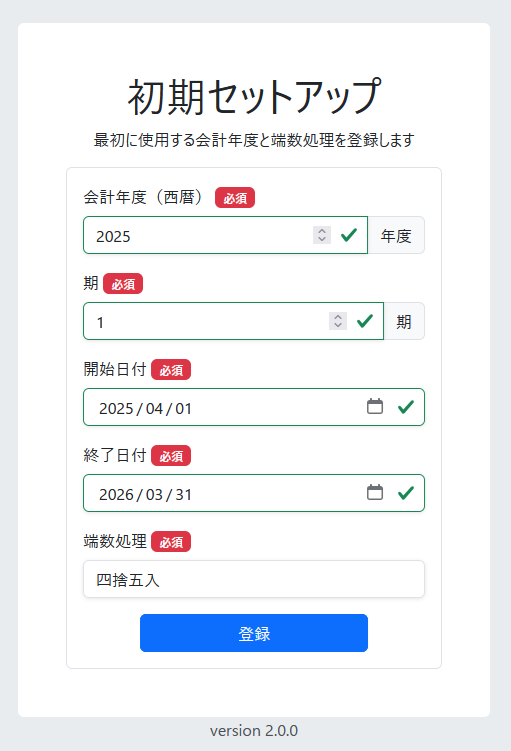 初期セットアップ
最初に使用する会計年度と端数処理を登録します
会計年度（西暦） 必須
2025 年度
期 必須
1 期
開始日付 必須
2025/04/01
終了日付 必須
2026/03/31
端数処理 必須
四捨五入
登録
version 2.0.0